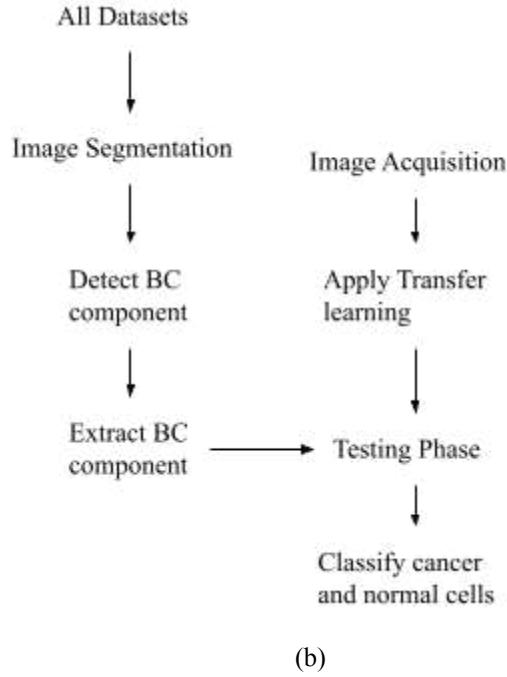 All Datasets
Image Segmentation
Detect BC
component
Extract BC
component
Image Acquisition
Apply Transfer
learning
Testing Phase
Classify cancer
and normal cells
(b)